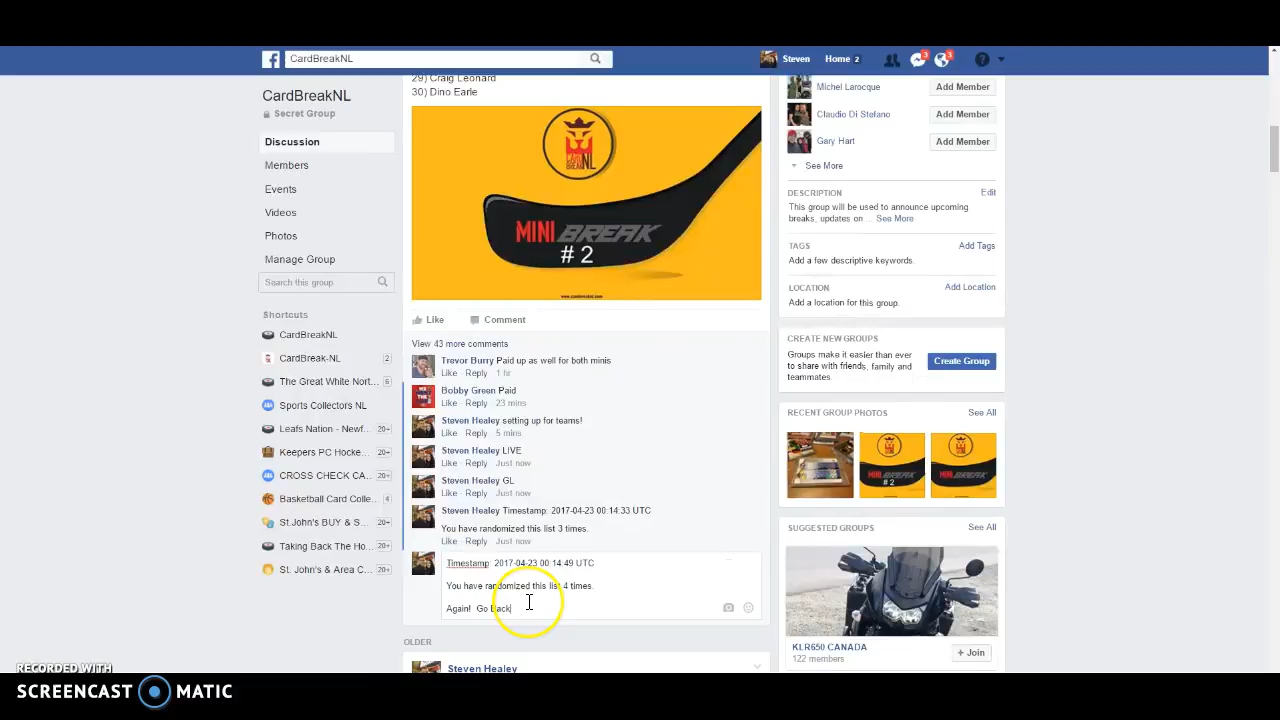 CardBreakNL
Steven
Home 2
3
3
CardBreakNL
Secret Group
Discussion
Members
Events
Videos
Photos
Manage Group
Search this group
Shortcuts
CardBreakNL
CardBreak-NL 2
The Great White Nort... 6
Sports Collectors NL
Leafs Nation - Newf... 20+
Keepers PC Hocke... 20+
CROSS CHECK CA... 20+
Basketball Card Colle... 4
St.John's BUY & S... 20+
Taking Back The Ho... 20+
St. John's & Area C... 20+
29) Craig Leonard
30) Dino Earle
CARD
BREAKNL
MINI BREAK
# 2
www.cardbreaknl.com
Like Comment
View 43 more comments
Trevor Burry Paid up as well for both minis
Like · Reply · 1 hr
Bobby Green Paid
Like · Reply · 23 mins
Steven Healey setting up for teams!
Like · Reply · 5 mins
Steven Healey LIVE
Like · Reply · Just now
Steven Healey GL
Like · Reply · Just now
Steven Healey Timestamp: 2017-04-23 00:14:33 UTC
You have randomized this list 3 times.
Like · Reply · Just now
Timestamp: 2017-04-23 00:14:49 UTC
You have randomized this list 4 times.
Again! Go Back
OLDER
Steven Healey
Michel Larocque Add Member
Claudio Di Stefano Add Member
Gary Hart Add Member
See More
DESCRIPTION Edit
This group will be used to announce upcoming
breaks, updates on ... See More
TAGS Add Tags
Add a few descriptive keywords.
LOCATION Add Location
Add a location for this group.
CREATE NEW GROUPS
Groups make it easier than ever
to share with friends, family and
teammates.
Create Group
RECENT GROUP PHOTOS See All
MINI BREAK
#2
MINI BREAK
SUGGESTED GROUPS See All
KLR650 CANADA
122 members
+ Join
RECORDED WITH
SCREENCAST MATIC